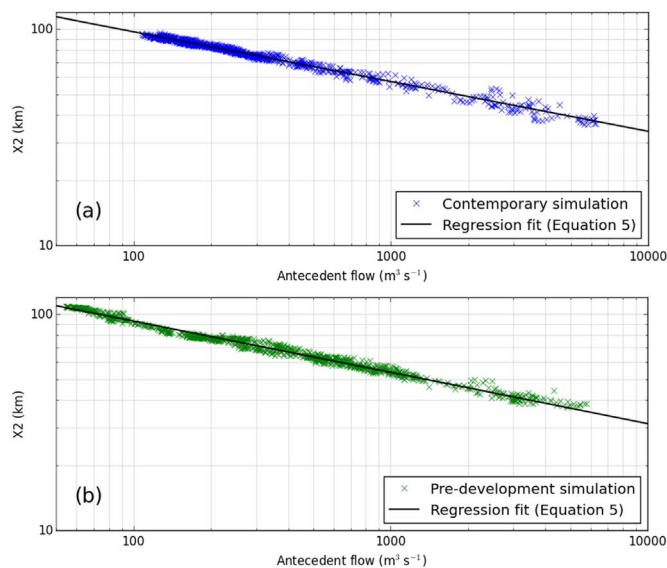 100
X2 (km)
(a)
× Contemporary simulation
Regression fit (Equation 5)
10
100 1000 10000
Antecedent flow (m³ s⁻¹)
100
X2 (km)
(b)
× Pre-development simulation
Regression fit (Equation 5)
10
100 1000 10000
Antecedent flow (m³ s⁻¹)